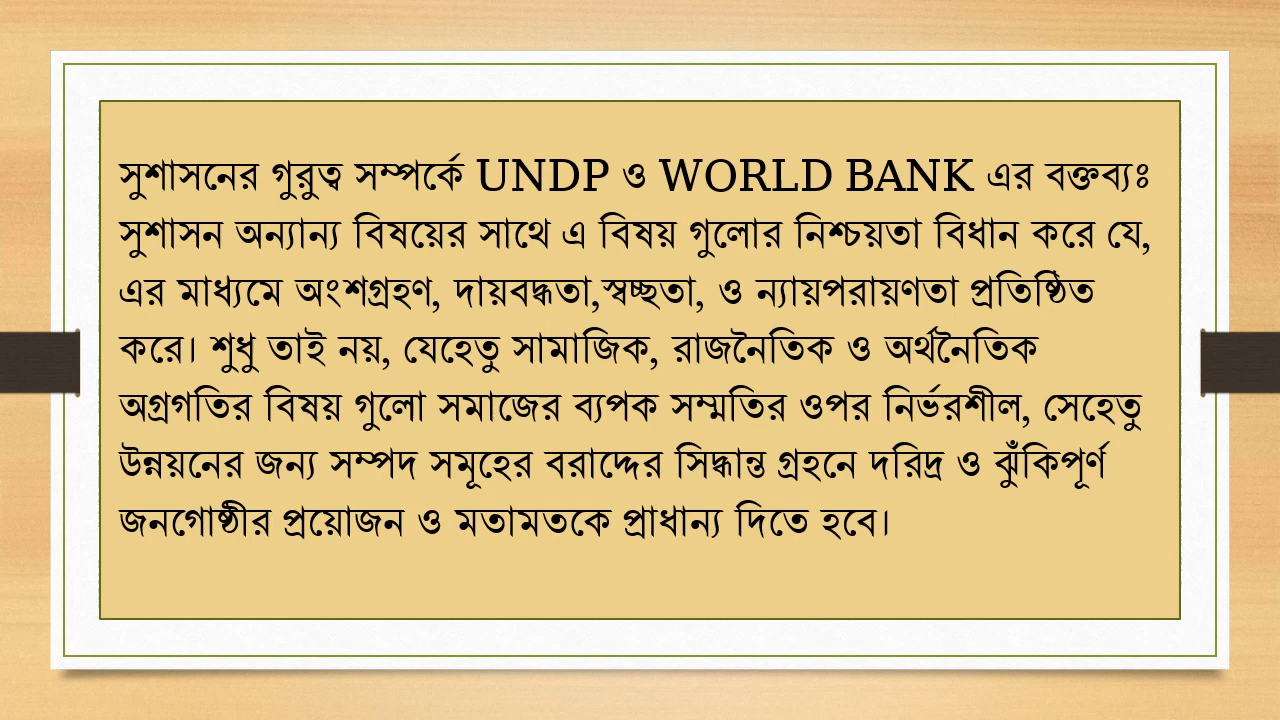 সুশাসনের গুরুত্ব সম্পর্কে UNDP ও WORLD BANK এর বক্তব্যঃ
সুশাসন অন্যান্য বিষয়ের সাথে এ বিষয় গুলোর নিশ্চয়তা বিধান করে যে,
এর মাধ্যমে অংশগ্রহণ, দায়বদ্ধতা,স্বচ্ছতা, ও ন্যায়পরায়ণতা প্রতিষ্ঠিত
করে। শুধু তাই নয়, যেহেতু সামাজিক, রাজনৈতিক ও অর্থনৈতিক
অগ্রগতির বিষয় গুলো সমাজের ব্যপক সম্মতির ওপর নির্ভরশীল, সেহেতু
উন্নয়নের জন্য সম্পদ সমূহের বরাদ্দের সিদ্ধান্ত গ্রহনে দরিদ্র ও ঝুঁকিপূর্ণ
জনগোষ্ঠীর প্রয়োজন ও মতামতকে প্রাধান্য দিতে হবে।